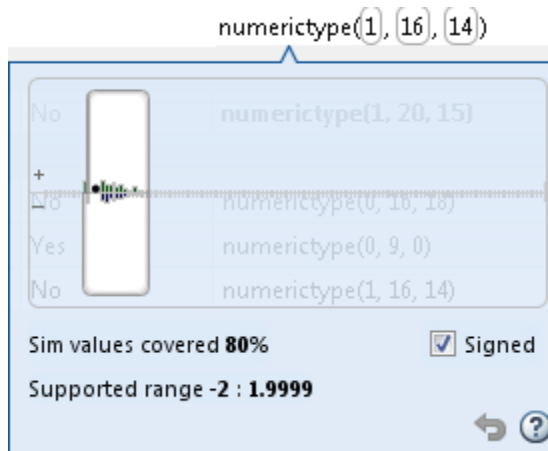 numerictype(1, 16, 14)
No numerictype(1, 20, 15)
+
–
No numerictype(0, 16, 18)
Yes numerictype(0, 9, 0)
No numerictype(1, 16, 14)
Sim values covered 80% Signed
Supported range -2 : 1.9999
?